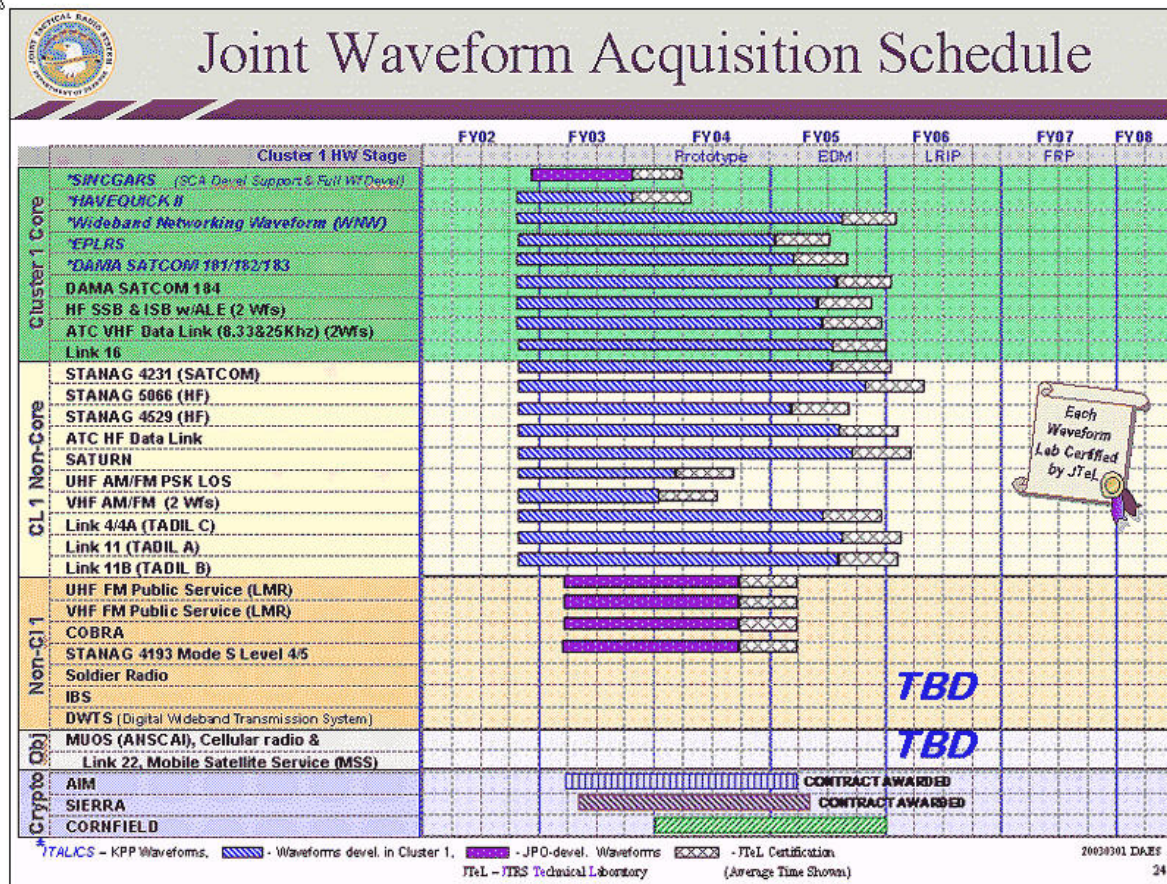 JOINT TACTICAL RADIO SYSTEM
DEPARTMENT OF DEFENSE
Joint Waveform Acquisition Schedule
FY02 FY03 FY04 FY05 FY06 FY07 FY08
Cluster 1 HW Stage Prototype EDM LRIP FRP
Cluster 1 Core
*SINCGARS (SCA Devel Support & Full Wf Devel)
*HAVEQUICK II
*Wideband Networking Waveform (WNW)
*EPLRS
*DAMA SATCOM 181/182/183
DAMA SATCOM 184
HF SSB & ISB w/ALE (2 Wfs)
ATC VHF Data Link (8.33&25Khz) (2Wfs)
Link 16
CL1 Non-Core
STANAG 4231 (SATCOM)
STANAG 5066 (HF)
STANAG 4529 (HF)
ATC HF Data Link
SATURN
UHF AM/FM PSK LOS
VHF AM/FM (2 Wfs)
Link 4/4A (TADIL C)
Link 11 (TADIL A)
Link 11B (TADIL B)
Each
Waveform
Lab Certified
by JTeL
Non-Cl 1
UHF FM Public Service (LMR)
VHF FM Public Service (LMR)
COBRA
STANAG 4193 Mode S Level 4/5
Soldier Radio
IBS
DWTS (Digital Wideband Transmission System)
TBD
Obj
MUOS (ANSCAI), Cellular radio &
Link 22, Mobile Satellite Service (MSS)
TBD
Crypto
AIM CONTRACT AWARDED
SIERRA CONTRACT AWARDED
CORNFIELD
*ITALICS – KPP Waveforms, - Waveforms devel. in Cluster 1, - JPO-devel. Waveforms - JTeL Certification
JTeL – JTRS Technical Laboratory (Average Time Shown)
20030301 DAES
24